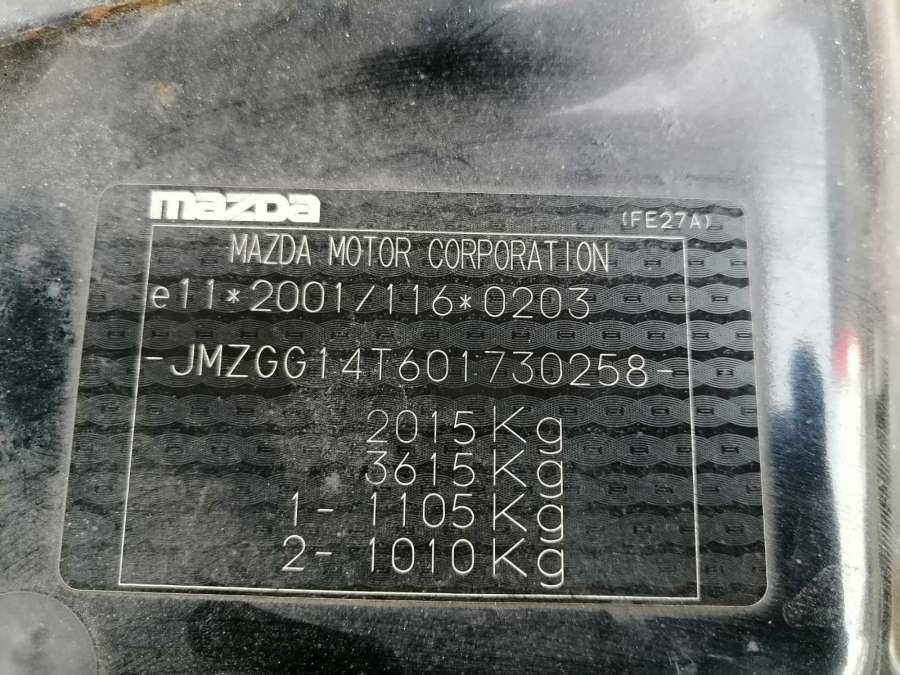 mazda
(FE27A)
MAZDA MOTOR CORPORATION
e11*2001/116*0203
-JMZGG14T601730258-
2015Kg
3615Kg
1- 1105Kg
2- 1010Kg